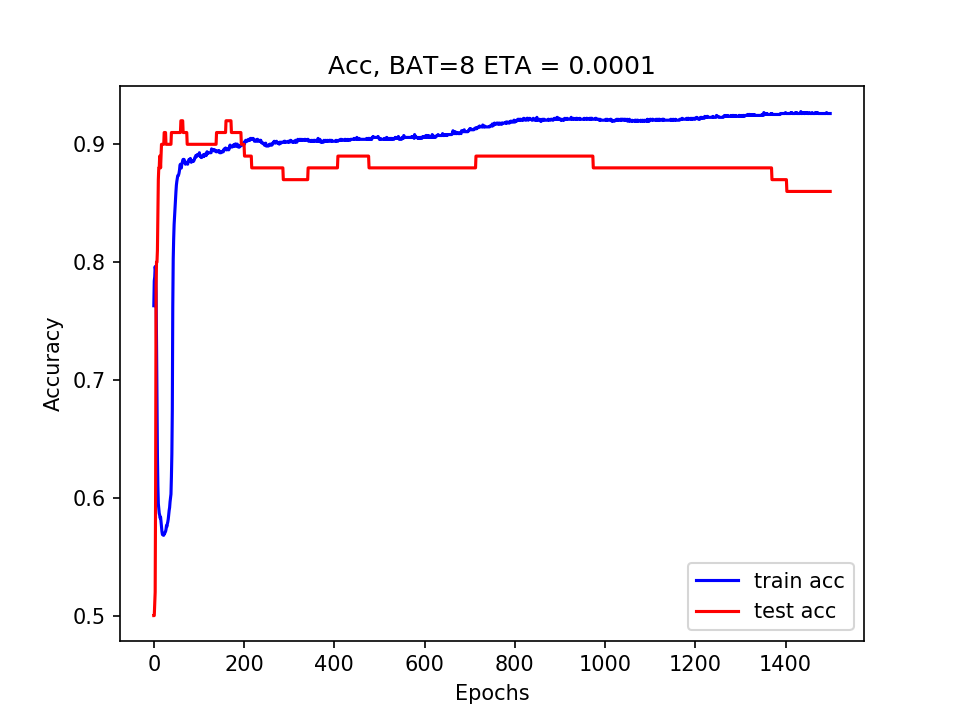 Acc, BAT=8 ETA = 0.0001
Accuracy
0.9
0.8
0.7
0.6
0.5
train acc
test acc
0 200 400 600 800 1000 1200 1400
Epochs